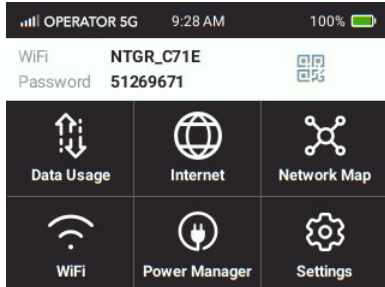 OPERATOR 5G 9:28 AM 100%
WiFi NTGR_C71E
Password 51269671
Data Usage Internet Network Map
WiFi Power Manager Settings